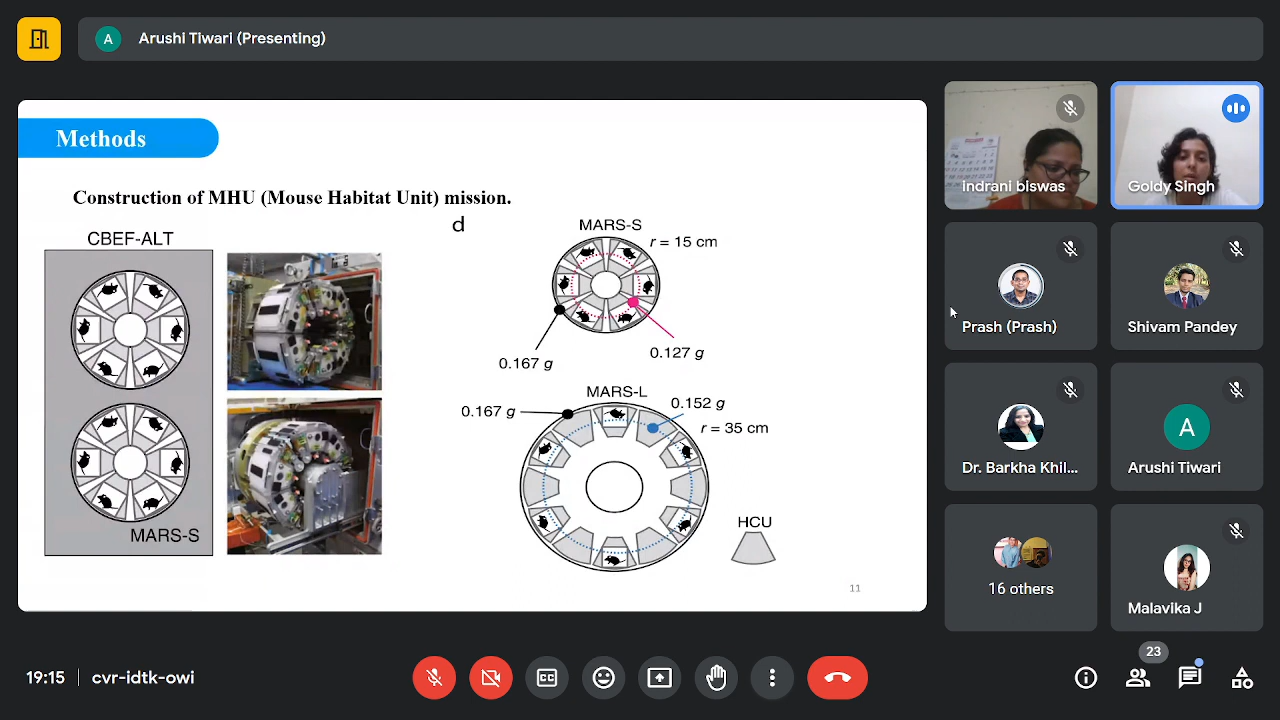 A
Arushi Tiwari (Presenting)
Methods
Construction of MHU (Mouse Habitat Unit) mission.
CBEF-ALT
MARS-S
d
MARS-S
r = 15 cm
0.167 g
0.127 g
MARS-L
0.167 g
0.152 g
r = 35 cm
HCU
11
indrani biswas
Goldy Singh
Prash (Prash)
Shivam Pandey
Dr. Barkha Khil...
A
Arushi Tiwari
16 others
Malavika J
19:15
cvr-idtk-owi
CC
23